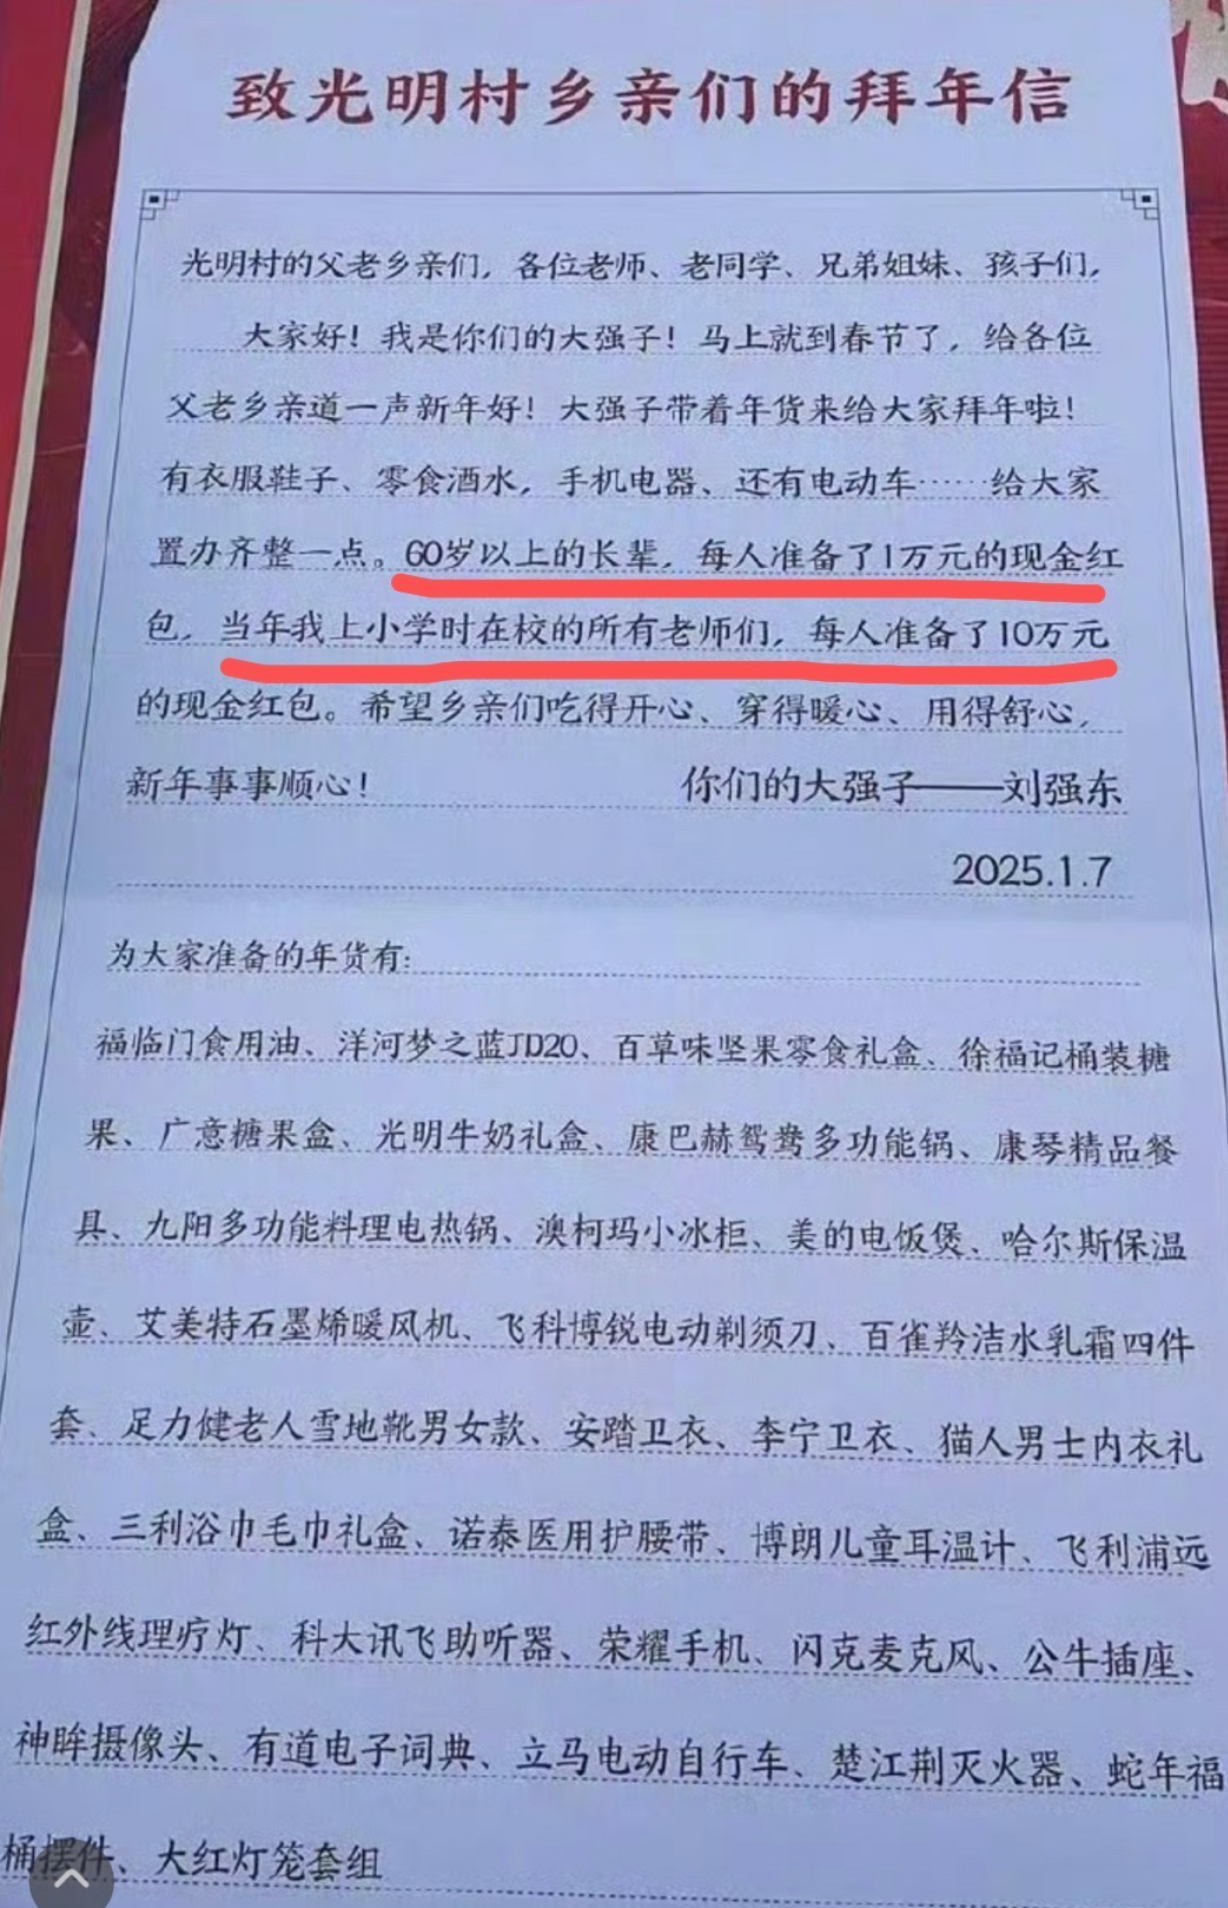 致光明村乡亲们的拜年信
光明村的父老乡亲们，各位老师、老同学、兄弟姐妹、孩子们，
大家好！我是你们的大强子！马上就到春节了，给各位
父老乡亲道一声新年好！大强子带着年货来给大家拜年啦！
有衣服鞋子、零食酒水，手机电器、还有电动车……给大家
置办齐整一点。60岁以上的长辈，每人准备了1万元的现金红
包，当年我上小学时在校的所有老师们，每人准备了10万元
的现金红包。希望乡亲们吃得开心、穿得暖心、用得舒心，
新年事事顺心！ 你们的大强子——刘强东
2025.1.7
为大家准备的年货有：
福临门食用油、洋河梦之蓝JD20、百草味坚果零食礼盒、徐福记桶装糖
果、广意糖果盒、光明牛奶礼盒、康巴赫鸳鸯多功能锅、康琴精品餐
具、九阳多功能料理电热锅、澳柯玛小冰柜、美的电饭煲、哈尔斯保温
壶、艾美特石墨烯暖风机、飞科博锐电动剃须刀、百雀羚洁水乳霜四件
套、足力健老人雪地靴男女款、安踏卫衣、李宁卫衣、猫人男士内衣礼
盒、三利浴巾毛巾礼盒、诺泰医用护腰带、博朗儿童耳温计、飞利浦远
红外线理疗灯、科大讯飞助听器、荣耀手机、闪克麦克风、公牛插座、
神眸摄像头、有道电子词典、立马电动自行车、楚江荆灭火器、蛇年福
桶摆件、大红灯笼套组